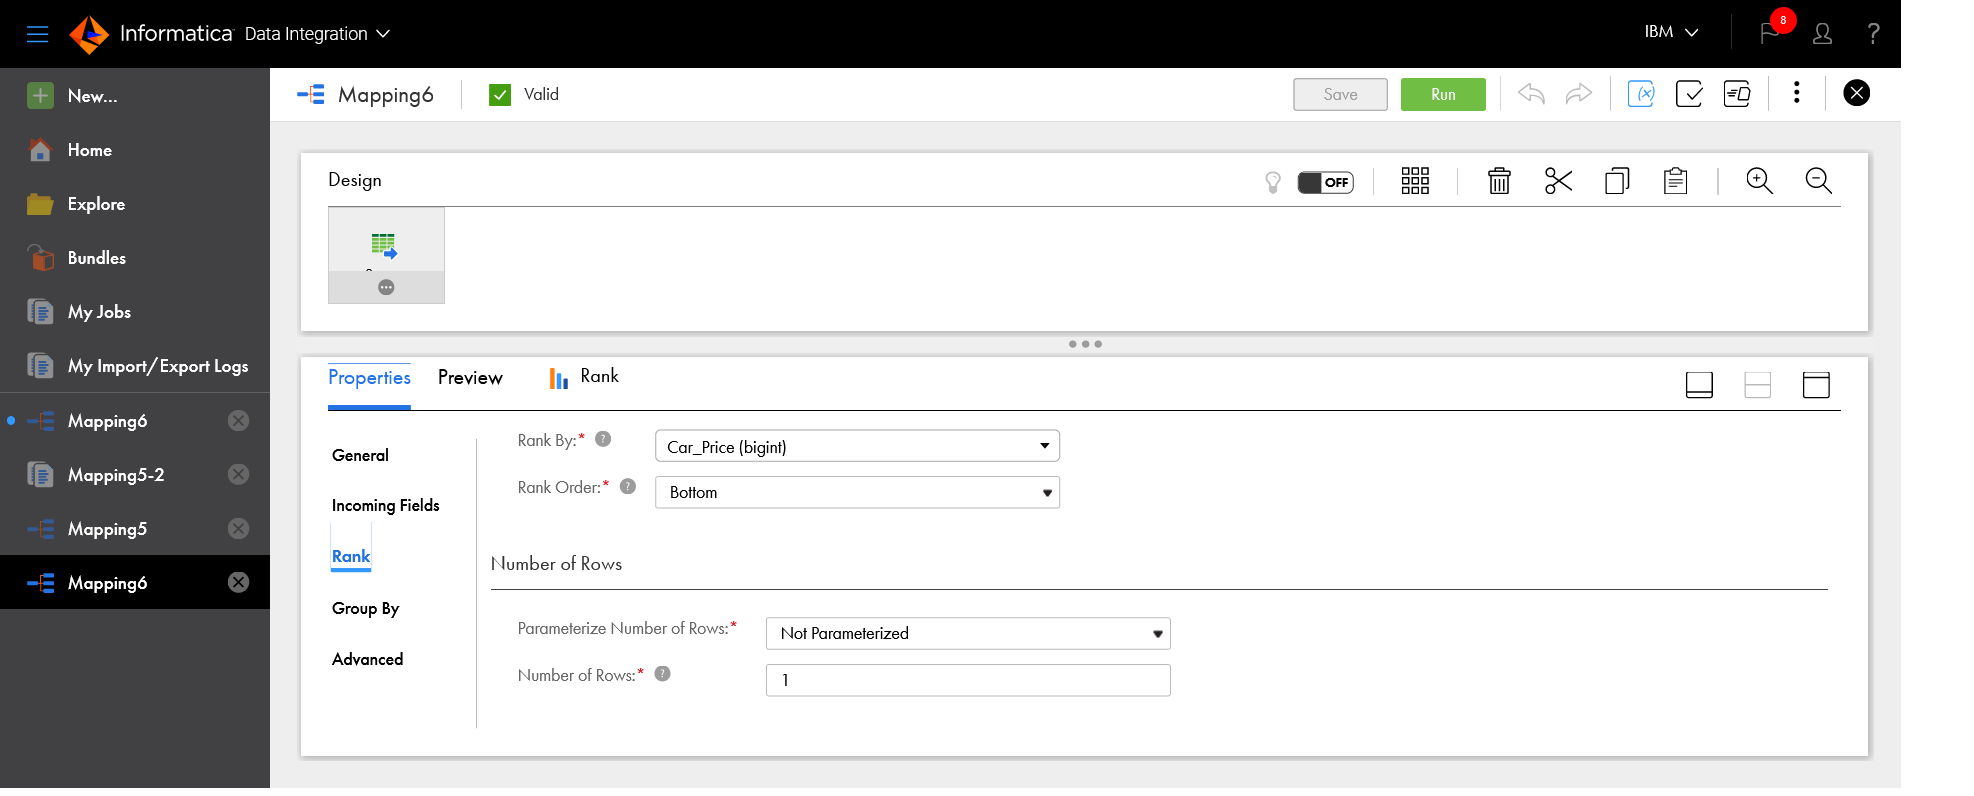 Informatica Data Integration
IBM
8
?
New...
Home
Explore
Bundles
My Jobs
My Import/Export Logs
Mapping6
Mapping5-2
Mapping5
Mapping6
Mapping6
Valid
Save
Run
(x)
Design
OFF
Properties
Preview
Rank
General
Incoming Fields
Rank
Group By
Advanced
Rank By:* ?
Car_Price (bigint)
Rank Order:* ?
Bottom
Number of Rows
Parameterize Number of Rows:*
Not Parameterized
Number of Rows:* ?
1